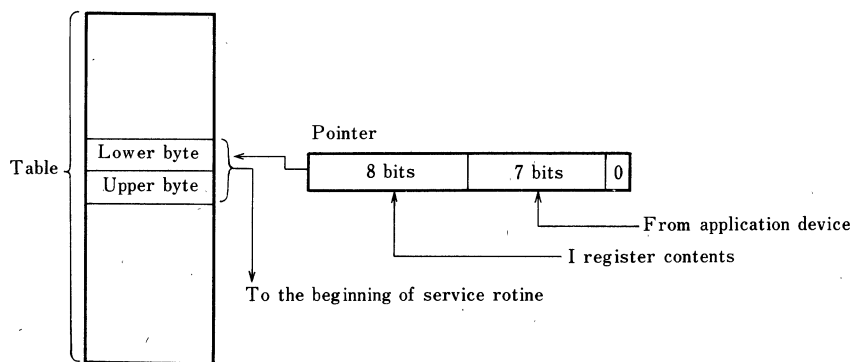 Pointer
Table
Lower byte
Upper byte
8 bits
7 bits
0
From application device
I register contents
To the beginning of service rotine